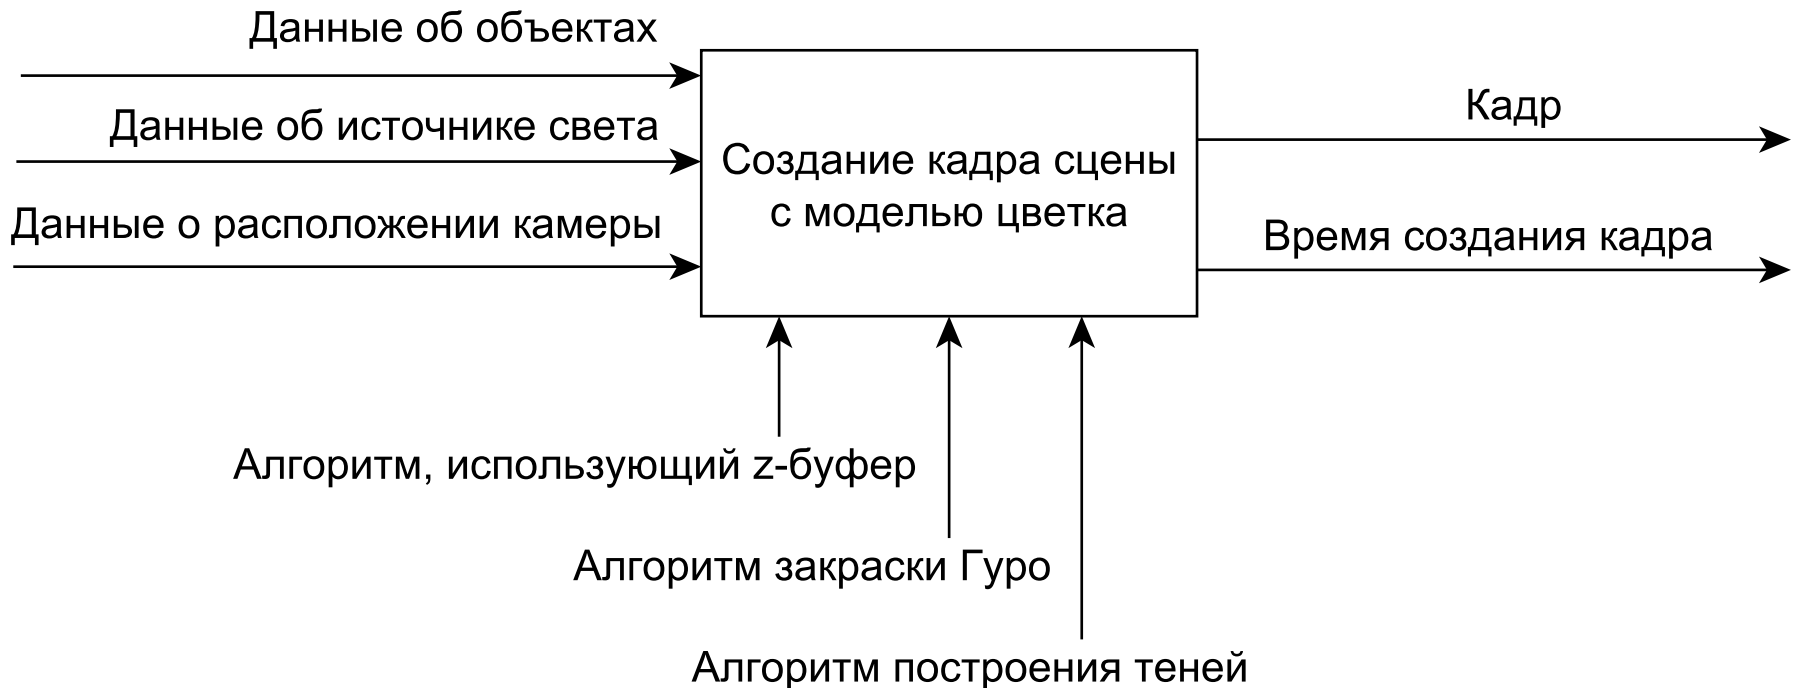 Данные об объектах
Данные об источнике света
Данные о расположении камеры
Создание кадра сцены
с моделью цветка
Кадр
Время создания кадра
Алгоритм, использующий z-буфер
Алгоритм закраски Гуро
Алгоритм построения теней